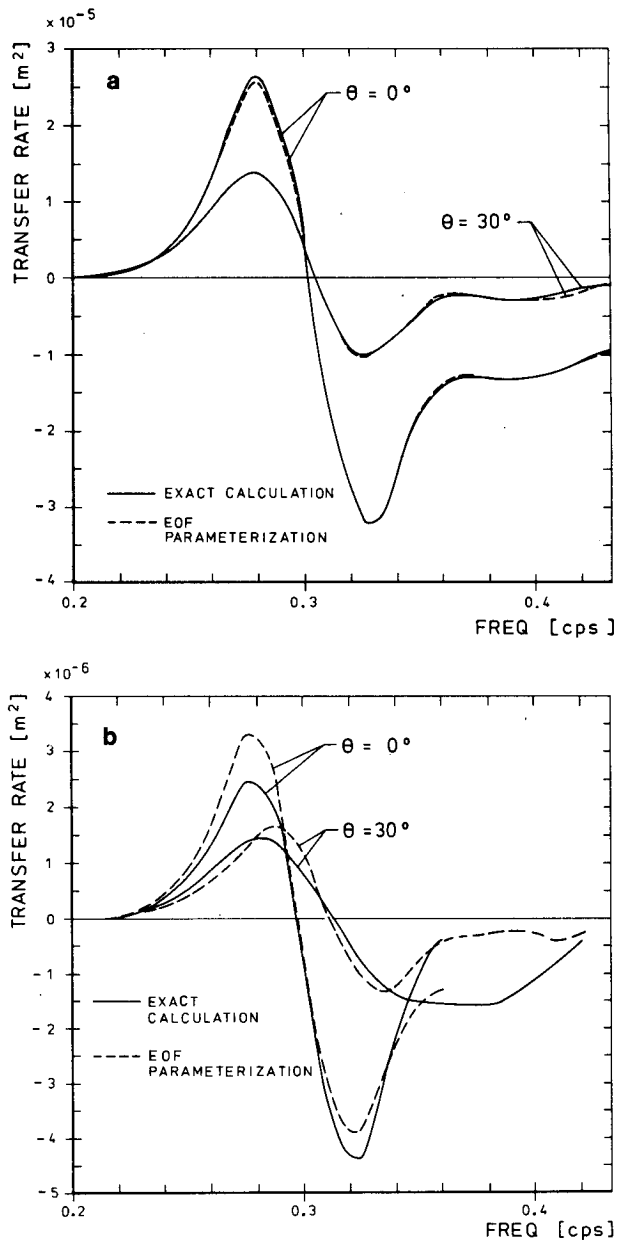 ×10⁻⁵
TRANSFER RATE [m²]
3
2
1
0
-1
-2
-3
-4
a
θ = 0°
θ = 30°
EXACT CALCULATION
EOF
PARAMETERIZATION
0.2
0.3
0.4
FREQ [cps]
×10⁻⁶
TRANSFER RATE [m²]
4
3
2
1
0
-1
-2
-3
-4
-5
b
θ = 0°
θ = 30°
EXACT
CALCULATION
EOF
PARAMETERIZATION
0.2
0.3
0.4
FREQ [cps]